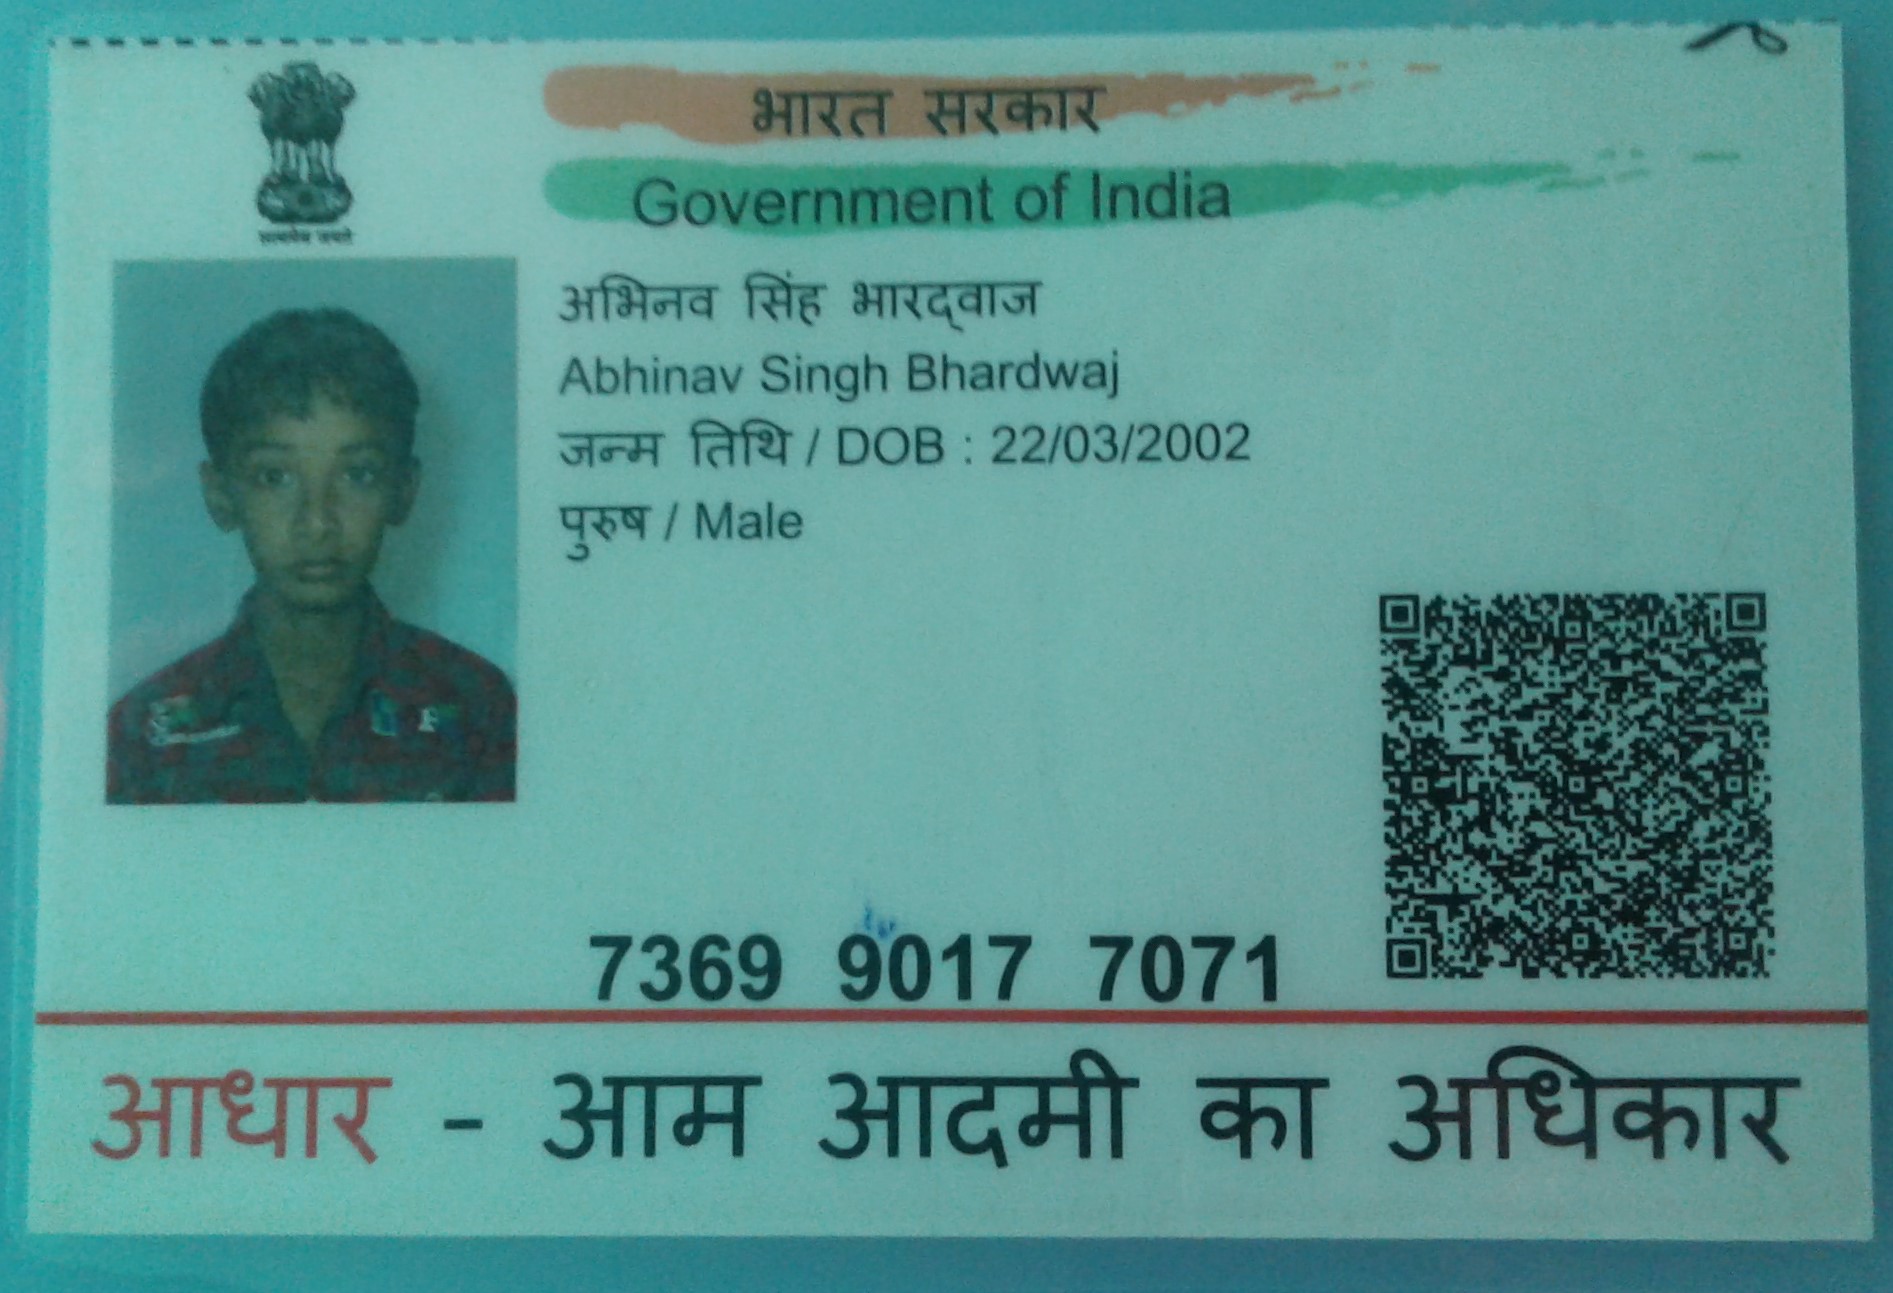 भारत सरकार
Government of India
सत्यमेव जयते
अभिनव सिंह भारद्वाज
Abhinav Singh Bhardwaj
जन्म तिथि / DOB : 22/03/2002
पुरुष / Male
7369 9017 7071
आधार - आम आदमी का अधिकार